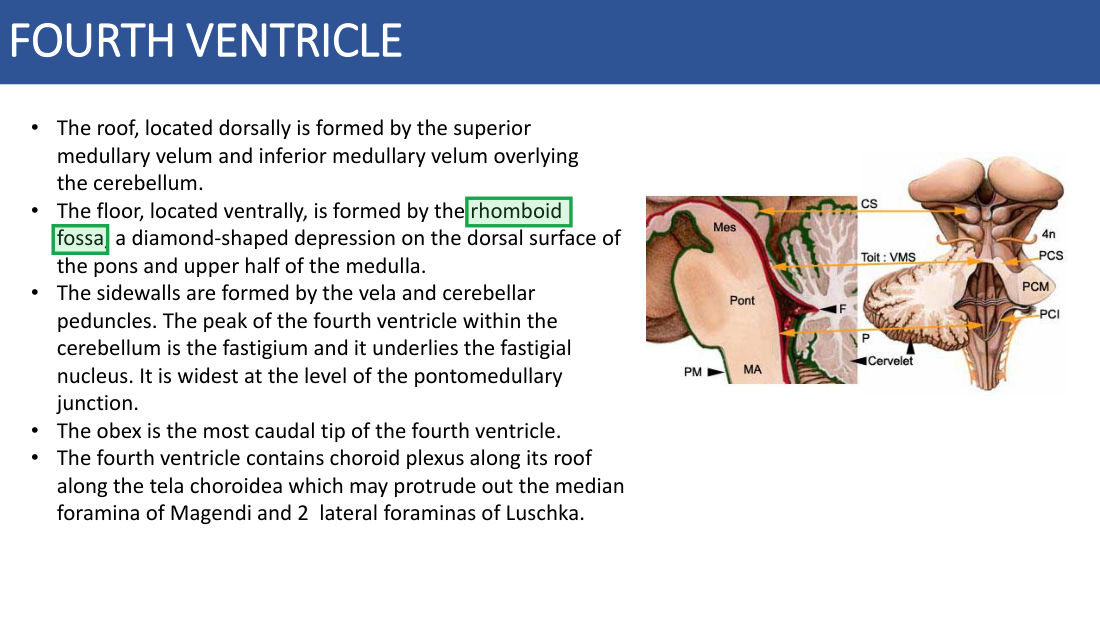 FOURTH VENTRICLE
• The roof, located dorsally is formed by the superior
medullary velum and inferior medullary velum overlying
the cerebellum.
• The floor, located ventrally, is formed by the rhomboid
fossa, a diamond-shaped depression on the dorsal surface of
the pons and upper half of the medulla.
• The sidewalls are formed by the vela and cerebellar
peduncles. The peak of the fourth ventricle within the
cerebellum is the fastigium and it underlies the fastigial
nucleus. It is widest at the level of the pontomedullary
junction.
• The obex is the most caudal tip of the fourth ventricle.
• The fourth ventricle contains choroid plexus along its roof
along the tela choroidea which may protrude out the median
foramina of Magendi and 2 lateral foraminas of Luschka.
CS
Mes
4n
Toit : VMS
PCS
PCM
Pont
F
PCI
P
Cervelet
PM
MA